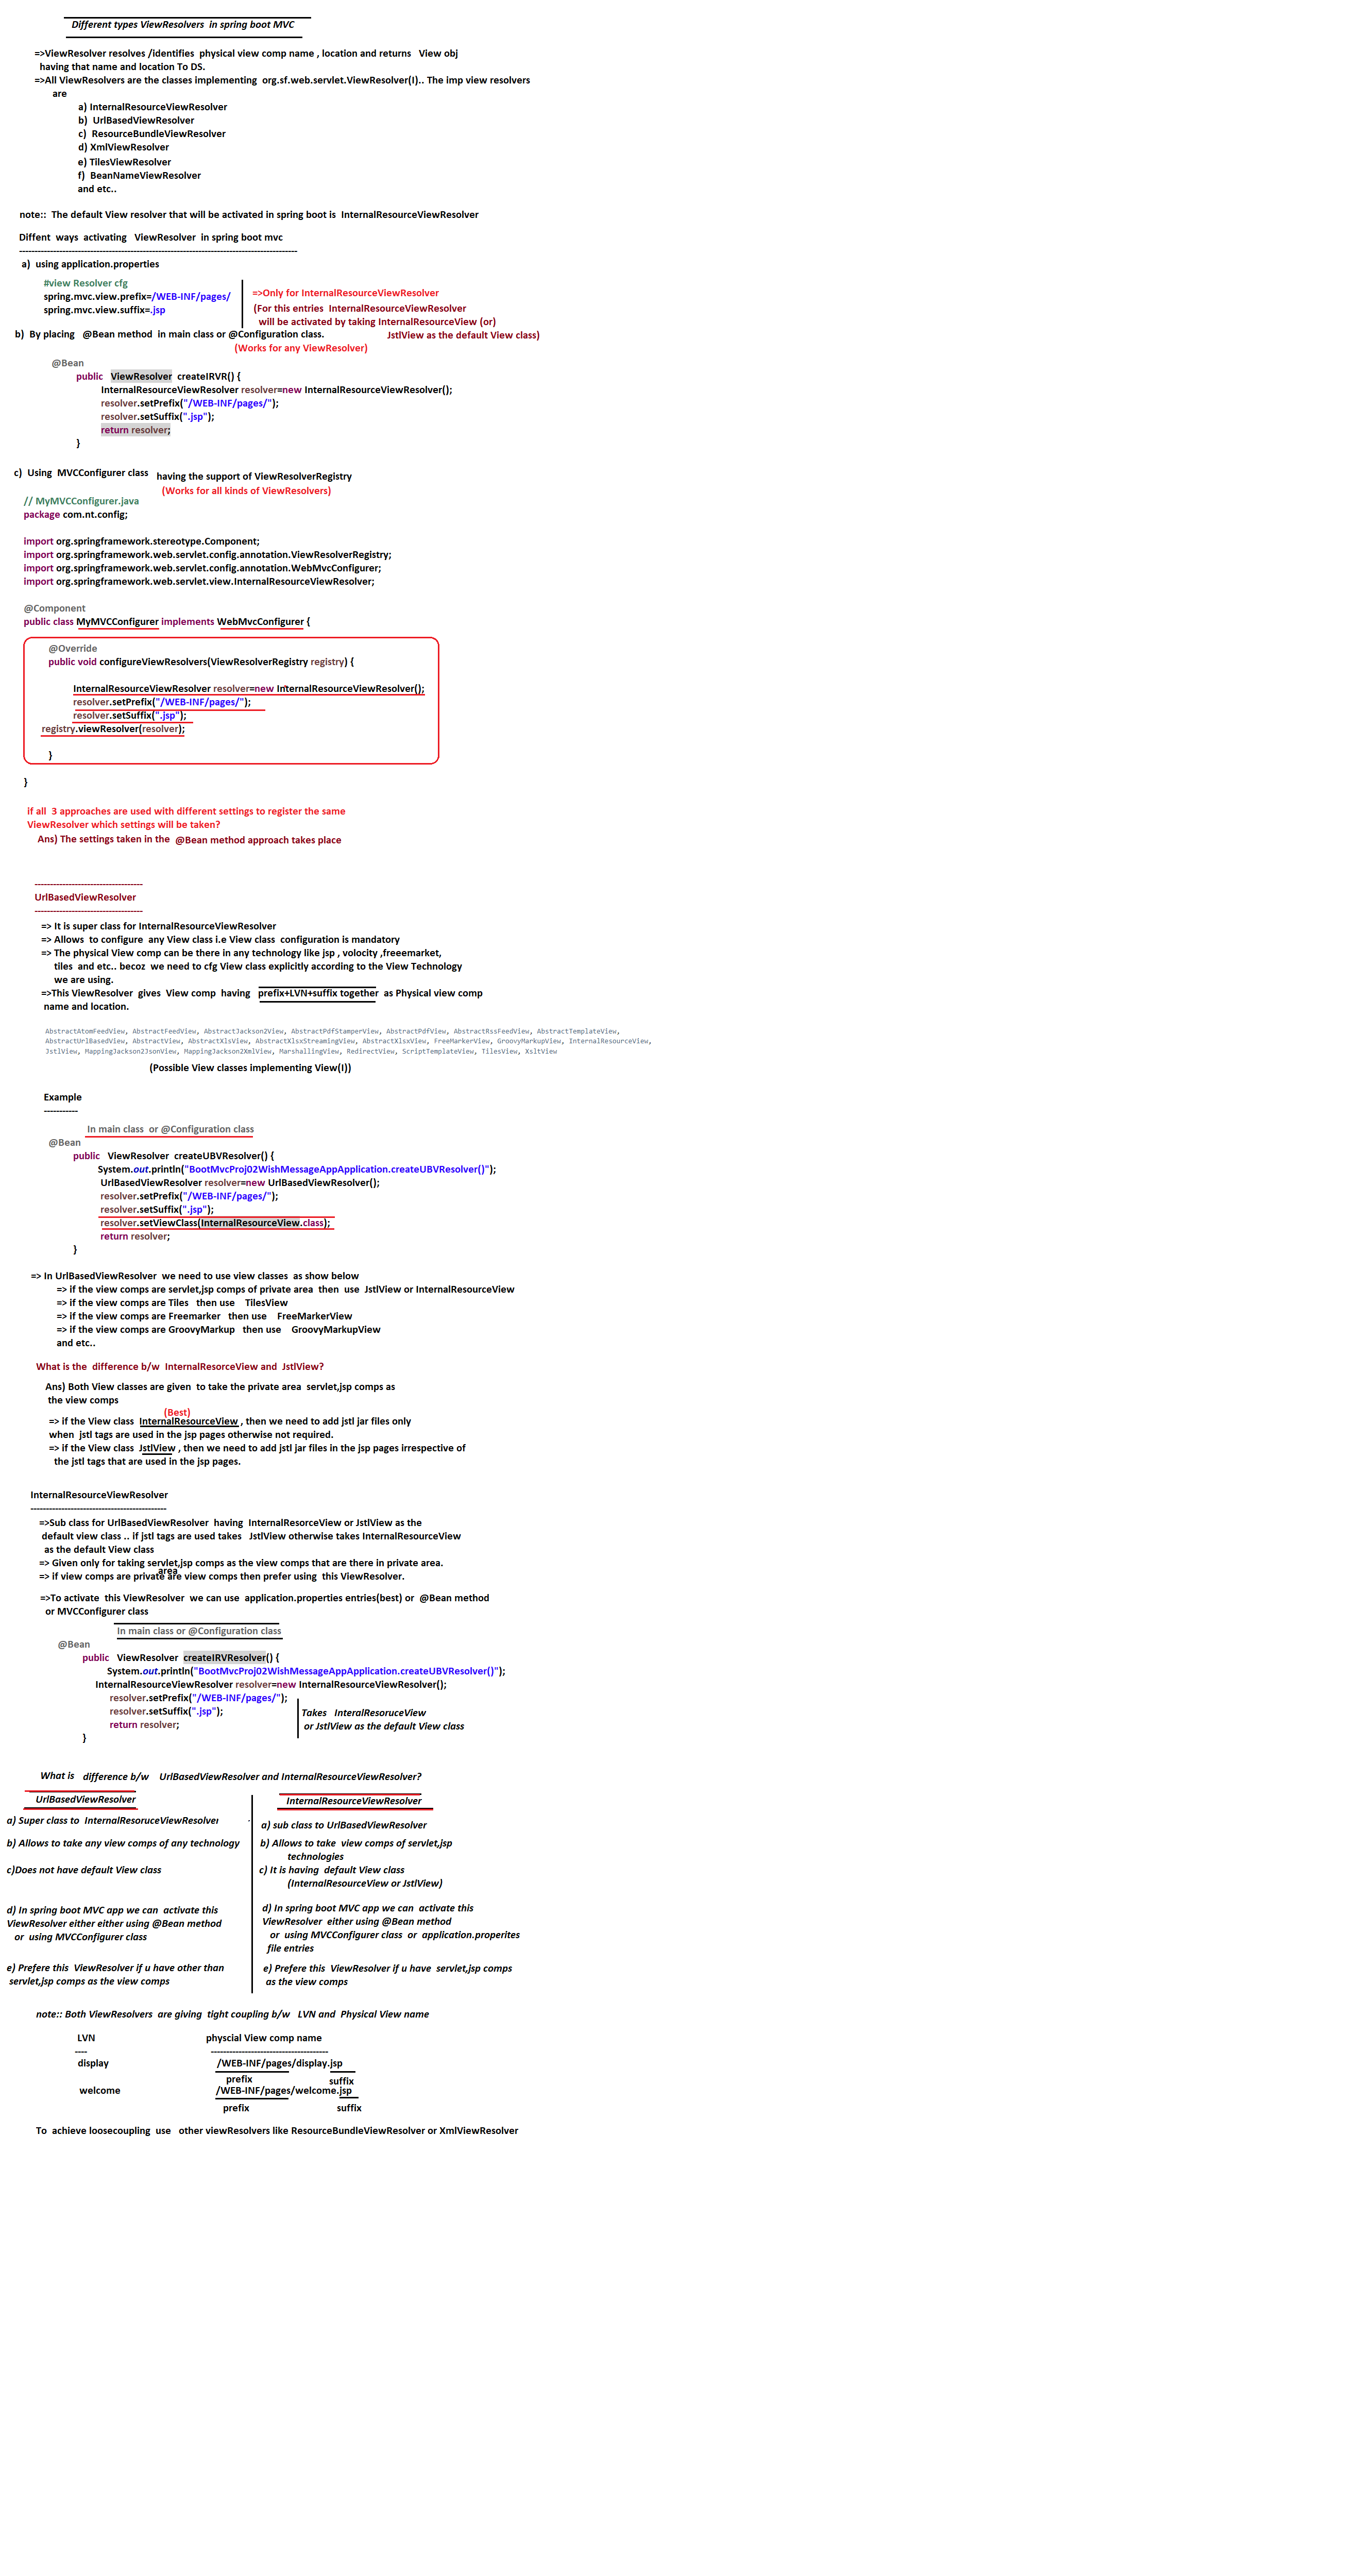 Different types ViewResolvers in spring boot MVC
=>ViewResolver resolves /identifies physical view comp name , location and returns View obj
having that name and location To DS.
=>All ViewResolvers are the classes implementing org.sf.web.servlet.ViewResolver(I).. The imp view resolvers
are
a) InternalResourceViewResolver
b) UrlBasedViewResolver
c) ResourceBundleViewResolver
d) XmlViewResolver
e) TilesViewResolver
f) BeanNameViewResolver
and etc..
note:: The default View resolver that will be activated in spring boot is InternalResourceViewResolver
Diffent ways activating ViewResolver in spring boot mvc
------------------------------------------------------------------------------------------
a) using application.properties
#view Resolver cfg
spring.mvc.view.prefix=/WEB-INF/pages/
spring.mvc.view.suffix=.jsp
=>Only for InternalResourceViewResolver
(For this entries InternalResourceViewResolver
will be activated by taking InternalResourceView (or)
JstlView as the default View class)
b) By placing @Bean method in main class or @Configuration class.
(Works for any ViewResolver)
@Bean
public ViewResolver createIRVR() {
InternalResourceViewResolver resolver=new InternalResourceViewResolver();
resolver.setPrefix("/WEB-INF/pages/");
resolver.setSuffix(".jsp");
return resolver;
}
c) Using MVCConfigurer class having the support of ViewResolverRegistry
(Works for all kinds of ViewResolvers)
// MyMVCConfigurer.java
package com.nt.config;
import org.springframework.stereotype.Component;
import org.springframework.web.servlet.config.annotation.ViewResolverRegistry;
import org.springframework.web.servlet.config.annotation.WebMvcConfigurer;
import org.springframework.web.servlet.view.InternalResourceViewResolver;
@Component
public class MyMVCConfigurer implements WebMvcConfigurer {
@Override
public void configureViewResolvers(ViewResolverRegistry registry) {
InternalResourceViewResolver resolver=new InternalResourceViewResolver();
resolver.setPrefix("/WEB-INF/pages/");
resolver.setSuffix(".jsp");
registry.viewResolver(resolver);
}
}
if all 3 approaches are used with different settings to register the same
ViewResolver which settings will be taken?
Ans) The settings taken in the @Bean method approach takes place
-----------------------------------
UrlBasedViewResolver
-----------------------------------
=> It is super class for InternalResourceViewResolver
=> Allows to configure any View class i.e View class configuration is mandatory
=> The physical View comp can be there in any technology like jsp , volocity ,freeemarket,
tiles and etc.. becoz we need to cfg View class explicitly according to the View Technology
we are using.
=>This ViewResolver gives View comp having prefix+LVN+suffix together as Physical view comp
name and location.
AbstractAtomFeedView, AbstractFeedView, AbstractJackson2View, AbstractPdfStamperView, AbstractPdfView, AbstractRssFeedView, AbstractTemplateView,
AbstractUrlBasedView, AbstractView, AbstractXlsView, AbstractXlsxStreamingView, AbstractXlsxView, FreeMarkerView, GroovyMarkupView, InternalResourceView,
JstlView, MappingJackson2JsonView, MappingJackson2XmlView, MarshallingView, RedirectView, ScriptTemplateView, TilesView, XsltView
(Possible View classes implementing View(I))
Example
-----------
In main class or @Configuration class
@Bean
public ViewResolver createUBVResolver() {
System.out.println("BootMvcProj02WishMessageAppApplication.createUBVResolver()");
UrlBasedViewResolver resolver=new UrlBasedViewResolver();
resolver.setPrefix("/WEB-INF/pages/");
resolver.setSuffix(".jsp");
resolver.setViewClass(InternalResourceView.class);
return resolver;
}
=> In UrlBasedViewResolver we need to use view classes as show below
=> if the view comps are servlet,jsp comps of private area then use JstlView or InternalResourceView
=> if the view comps are Tiles then use TilesView
=> if the view comps are Freemarker then use FreeMarkerView
=> if the view comps are GroovyMarkup then use GroovyMarkupView
and etc..
What is the difference b/w InternalResorceView and JstlView?
Ans) Both View classes are given to take the private area servlet,jsp comps as
the view comps
(Best)
=> if the View class InternalResourceView , then we need to add jstl jar files only
when jstl tags are used in the jsp pages otherwise not required.
=> if the View class JstlView , then we need to add jstl jar files in the jsp pages irrespective of
the jstl tags that are used in the jsp pages.
InternalResourceViewResolver
--------------------------------------------
=>Sub class for UrlBasedViewResolver having InternalResorceView or JstlView as the
default view class .. if jstl tags are used takes JstlView otherwise takes InternalResourceView
as the default View class
=> Given only for taking servlet,jsp comps as the view comps that are there in private area.
area
=> if view comps are private are view comps then prefer using this ViewResolver.
=>To activate this ViewResolver we can use application.properties entries(best) or @Bean method
or MVCConfigurer class
In main class or @Configuration class
@Bean
public ViewResolver createIRVResolver() {
System.out.println("BootMvcProj02WishMessageAppApplication.createUBVResolver()");
InternalResourceViewResolver resolver=new InternalResourceViewResolver();
resolver.setPrefix("/WEB-INF/pages/");
resolver.setSuffix(".jsp");
return resolver;
}
Takes InteralResoruceView
or JstlView as the default View class
What is difference b/w UrlBasedViewResolver and InternalResourceViewResolver?
UrlBasedViewResolver
a) Super class to InternalResoruceViewResolver
b) Allows to take any view comps of any technology
c)Does not have default View class
d) In spring boot MVC app we can activate this
ViewResolver either either using @Bean method
or using MVCConfigurer class
e) Prefere this ViewResolver if u have other than
servlet,jsp comps as the view comps
InternalResourceViewResolver
a) sub class to UrlBasedViewResolver
b) Allows to take view comps of servlet,jsp
technologies
c) It is having default View class
(InternalResourceView or JstlView)
d) In spring boot MVC app we can activate this
ViewResolver either using @Bean method
or using MVCConfigurer class or application.properites
file entries
e) Prefere this ViewResolver if u have servlet,jsp comps
as the view comps
note:: Both ViewResolvers are giving tight coupling b/w LVN and Physical View name
LVN physcial View comp name
---- --------------------------------------
display /WEB-INF/pages/display.jsp
prefix suffix
welcome /WEB-INF/pages/welcome.jsp
prefix suffix
To achieve loosecoupling use other viewResolvers like ResourceBundleViewResolver or XmlViewResolver